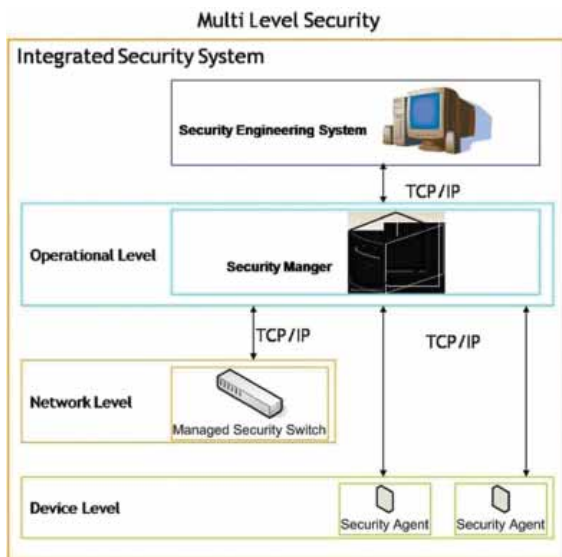 Multi Level Security
Integrated Security System
Security Engineering System
TCP/IP
Operational Level
Security Manger
TCP/IP
TCP/IP
Network Level
Managed Security Switch
Device Level
Security Agent
Security Agent